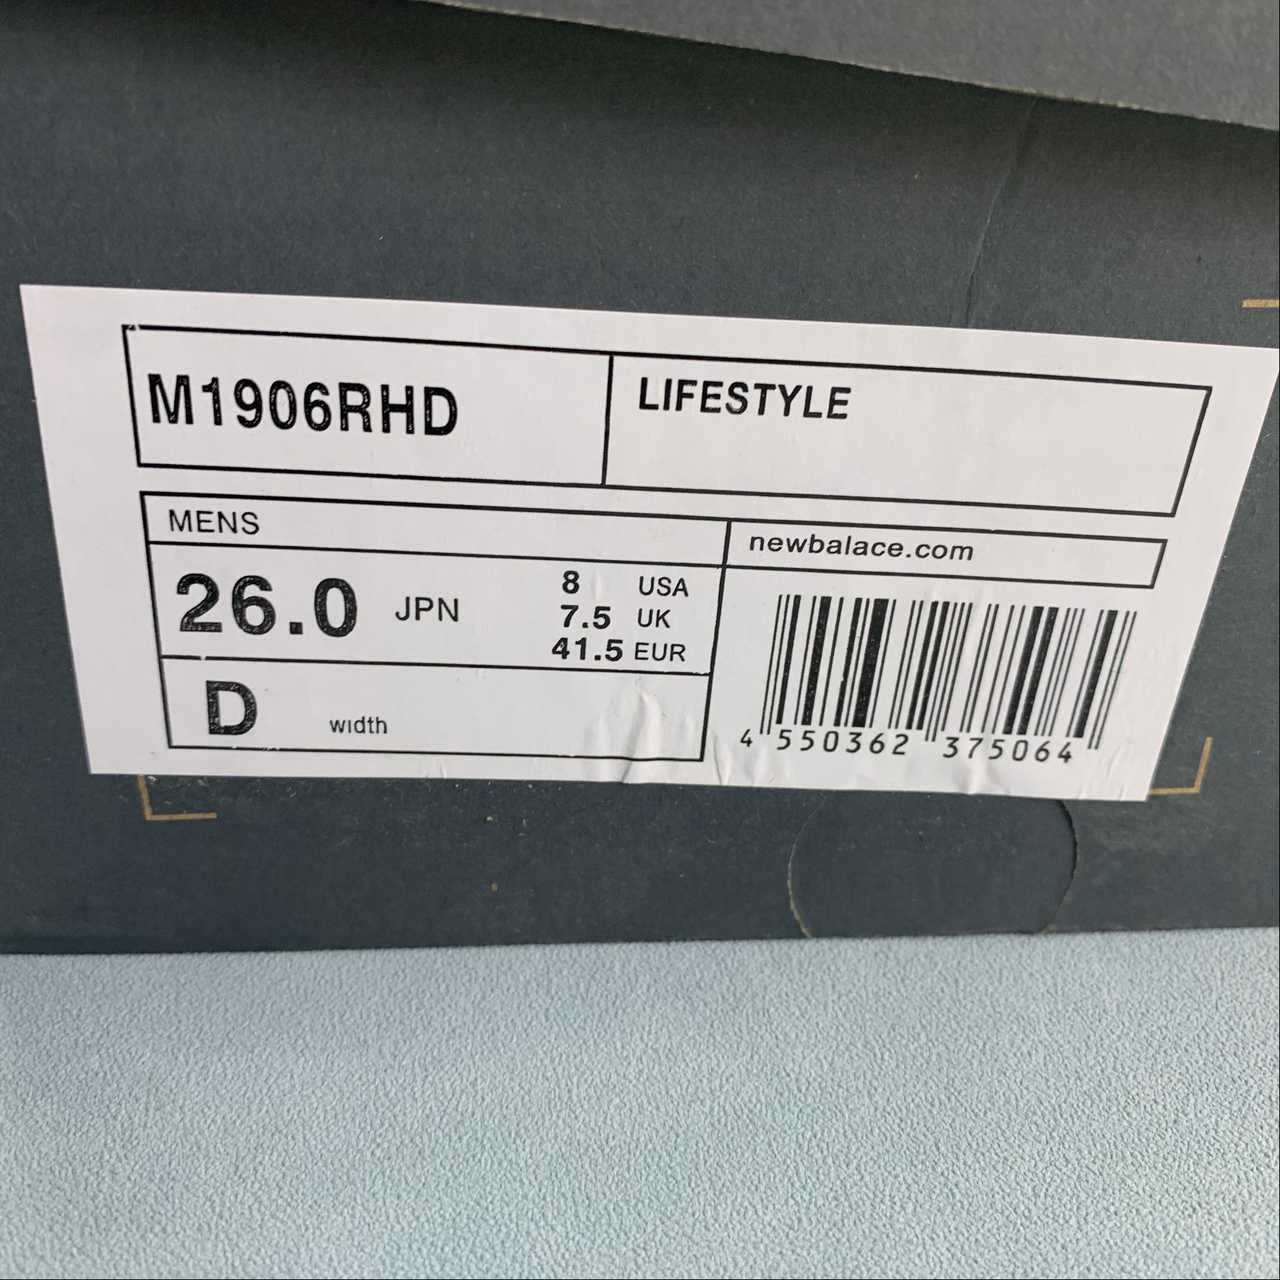 M1906RHD
LIFESTYLE
MENS
newbalace.com
26.0 JPN
8 USA
7.5 UK
41.5 EUR
D width
4 550362 375064